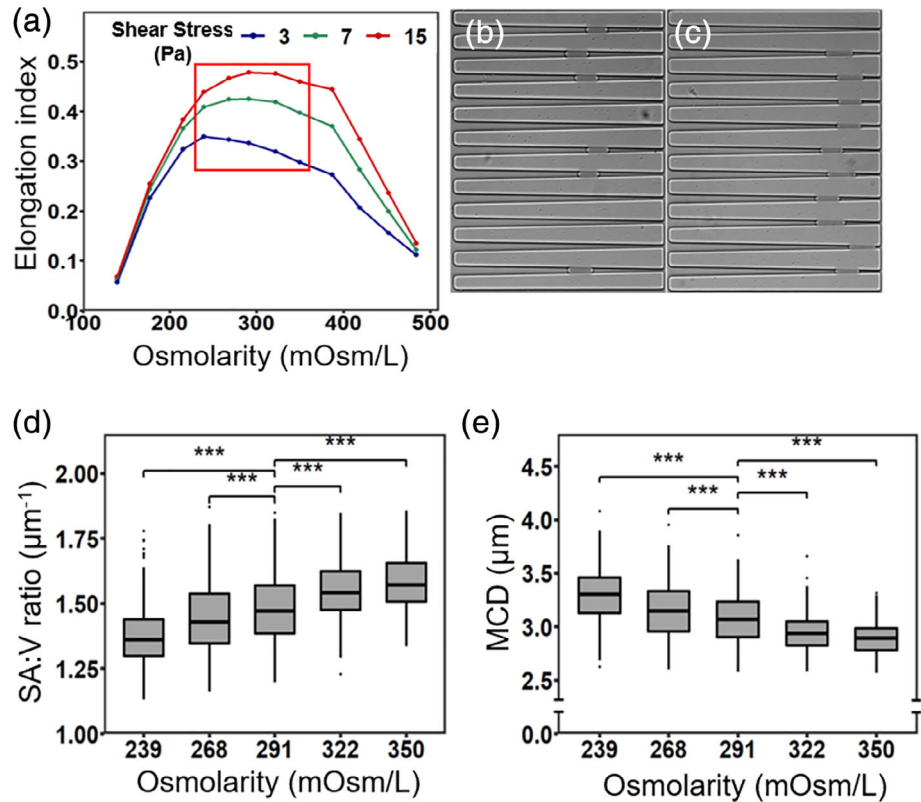 (a)
Shear Stress (Pa) 3 7 15
Elongation index
0.5
0.4
0.3
0.2
0.1
0.0
100 200 300 400 500
Osmolarity (mOsm/L)
(b)
(c)
(d)
SA:V ratio (µm⁻¹)
2.00
1.75
1.50
1.25
1.00
*** *** *** ***
239 268 291 322 350
Osmolarity (mOsm/L)
(e)
MCD (µm)
4.5
4.0
3.5
3.0
2.5
0.0
*** *** *** ***
239 268 291 322 350
Osmolarity (mOsm/L)